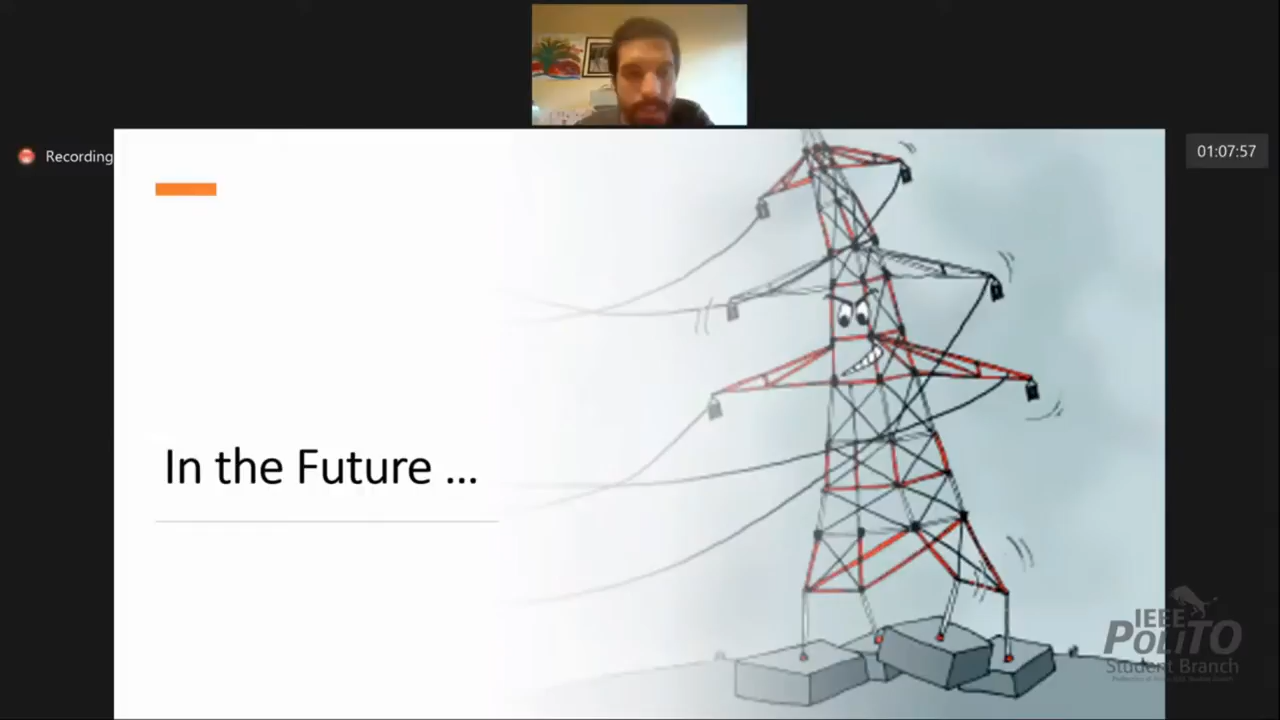 Recording
01:07:57
In the Future ...
IEEE
POLITO
Student Branch